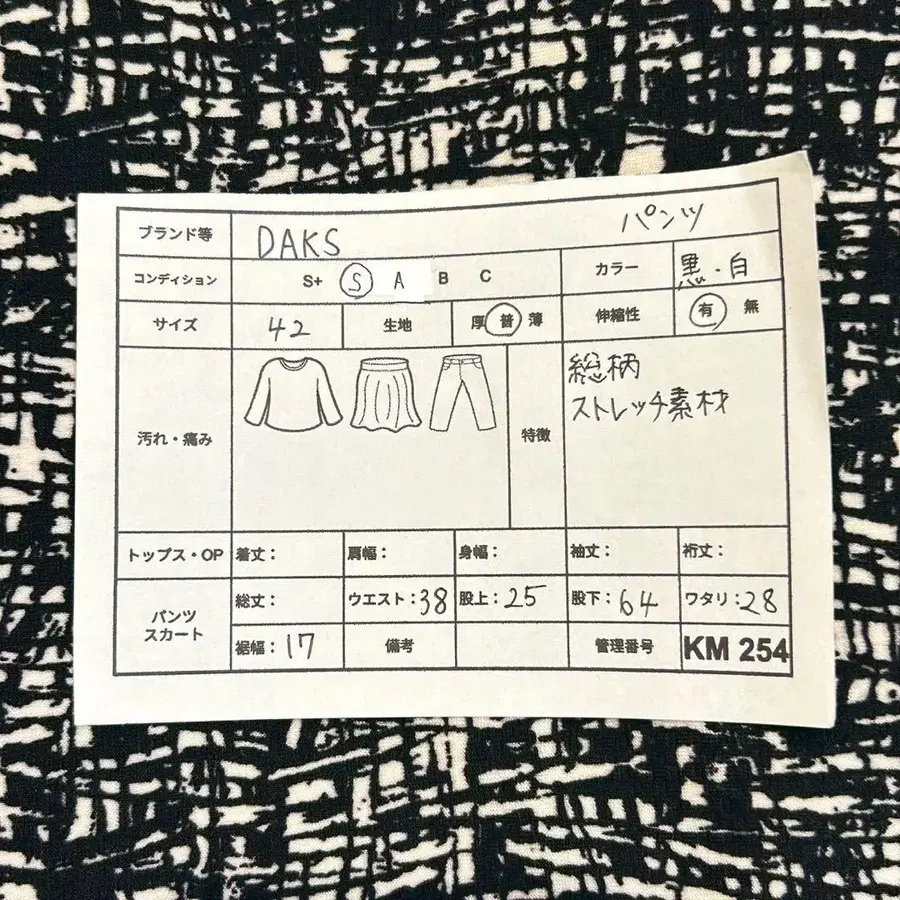 ブランド等 DAKS パンツ
コンディション S+ S A B C カラー 黒・白
サイズ 42 生地 厚 普 薄 伸縮性 有 無
汚れ・痛み 特徴 総柄
ストレッチ素材
トップス・OP 着丈： 肩幅： 身幅： 袖丈： 裄丈：
パンツ
スカート
総丈： ウエスト：38 股上：25 股下：64 ワタリ：28
裾幅：17 備考 管理番号 KM 254